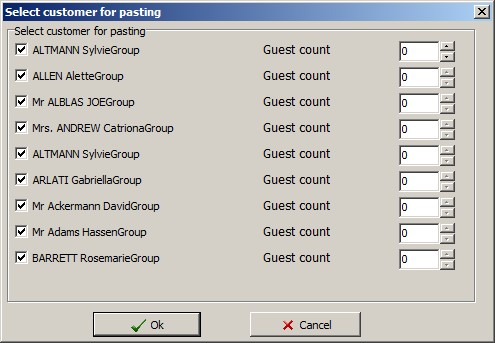 Select customer for pasting
Select customer for pasting
ALTMANN SylvieGroup Guest count 0
ALLEN AletteGroup Guest count 0
Mr ALBLAS JOEGroup Guest count 0
Mrs. ANDREW CatrionaGroup Guest count 0
ALTMANN SylvieGroup Guest count 0
ARLATI GabriellaGroup Guest count 0
Mr Ackermann DavidGroup Guest count 0
Mr Adams HassenGroup Guest count 0
BARRETT RosemarieGroup Guest count 0
Ok Cancel